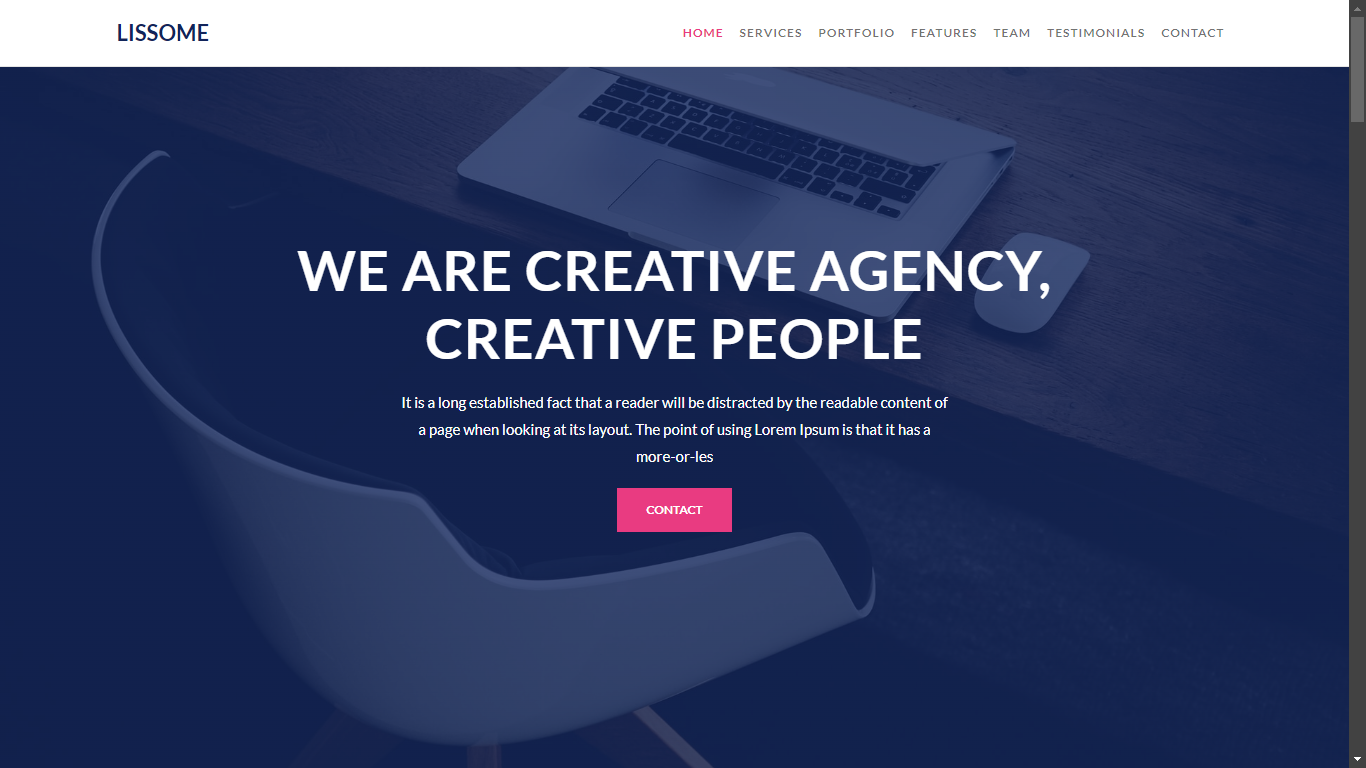 LISSOME
HOME SERVICES PORTFOLIO FEATURES TEAM TESTIMONIALS CONTACT
WE ARE CREATIVE AGENCY,
CREATIVE PEOPLE
It is a long established fact that a reader will be distracted by the readable content of
a page when looking at its layout. The point of using Lorem Ipsum is that it has a
more-or-les
CONTACT